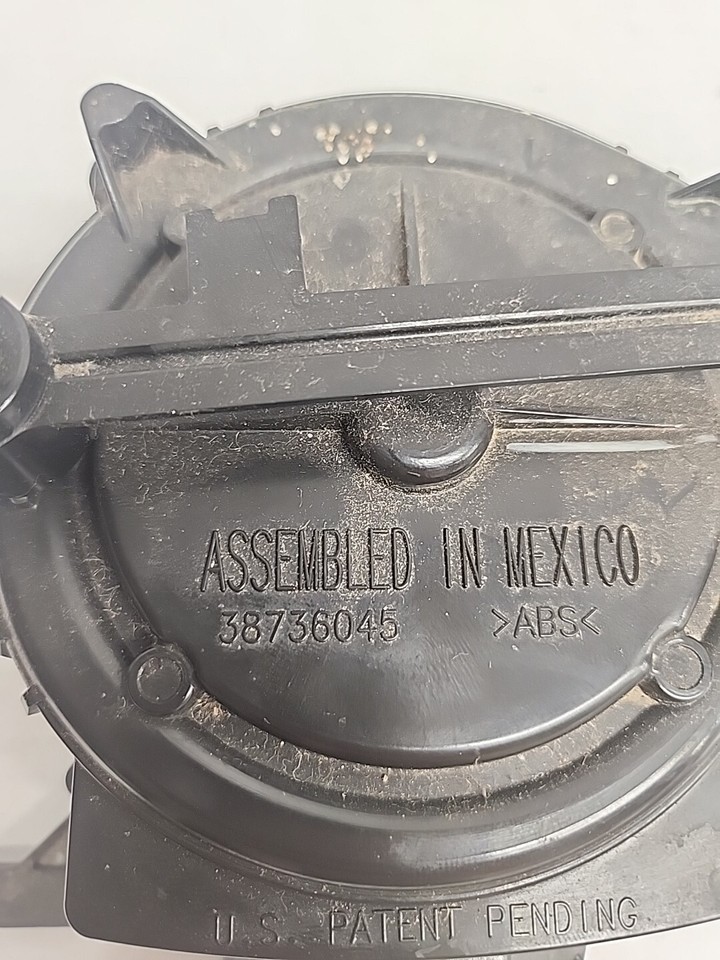 ASSEMBLED IN MEXICO
38736045 >ABS<
U.S. PATENT PENDING